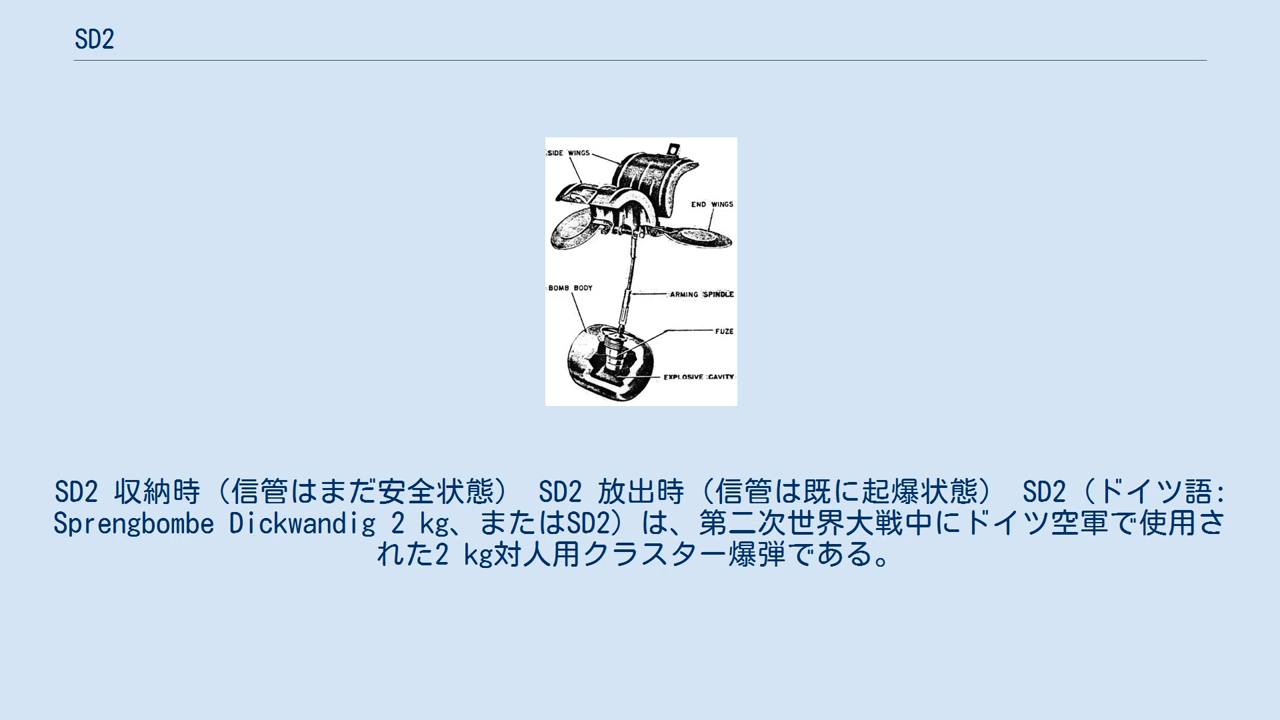 SD2
SIDE WINGS
END WINGS
BOMB BODY
ARMING SPINDLE
FUZE
EXPLOSIVE CAVITY
SD2 収納時（信管はまだ安全状態） SD2 放出時（信管は既に起爆状態） SD2（ドイツ語:
Sprengbombe Dickwandig 2 kg、またはSD2）は、第二次世界大戦中にドイツ空軍で使用さ
れた2 kg対人用クラスター爆弾である。